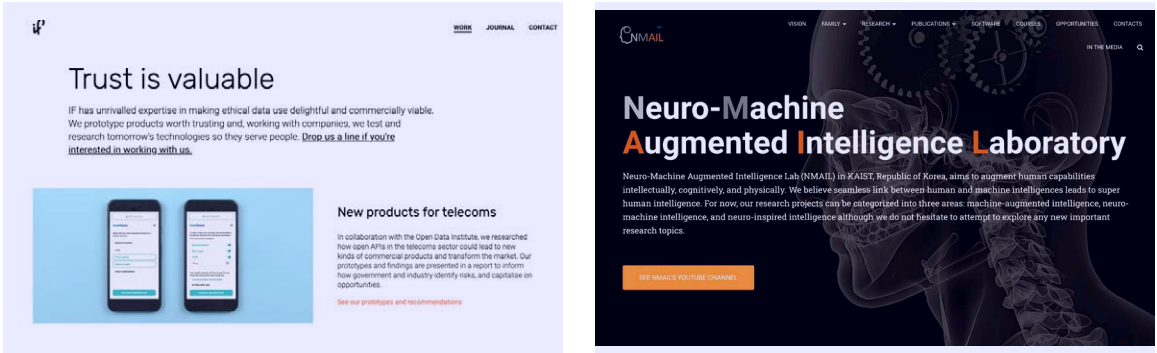 if
WORK JOURNAL CONTACT
Trust is valuable
IF has unrivalled expertise in making ethical data use delightful and commercially viable.
We prototype products worth trusting and, working with companies, we test and
research tomorrow's technologies so they serve people. Drop us a line if you're
interested in working with us.
New products for telecoms
In collaboration with the Open Data Institute, we researched
how open APIs in the telecoms sector could lead to new
kinds of commercial products and transform the market. Our
prototypes and findings are presented in a report to inform
how government and industry identify risks, and capitalise on
opportunities.
See our prototypes and recommendations
NMAIL
VISION FAMILY RESEARCH PUBLICATIONS SOFTWARE COURSES OPPORTUNITIES CONTACTS
IN THE MEDIA
Neuro-Machine
Augmented Intelligence Laboratory
Neuro-Machine Augmented Intelligence Lab (NMAIL) in KAIST, Republic of Korea, aims to augment human capabilities
intellectually, cognitively, and physically. We believe seamless link between human and machine intelligences leads to super
human intelligence. For now, our research projects can be categorized into three areas: machine-augmented intelligence, neuro-
machine intelligence, and neuro-inspired intelligence although we do not hesitate to attempt to explore any new important
research topics.
SEE NMAIL'S YOUTUBE CHANNEL